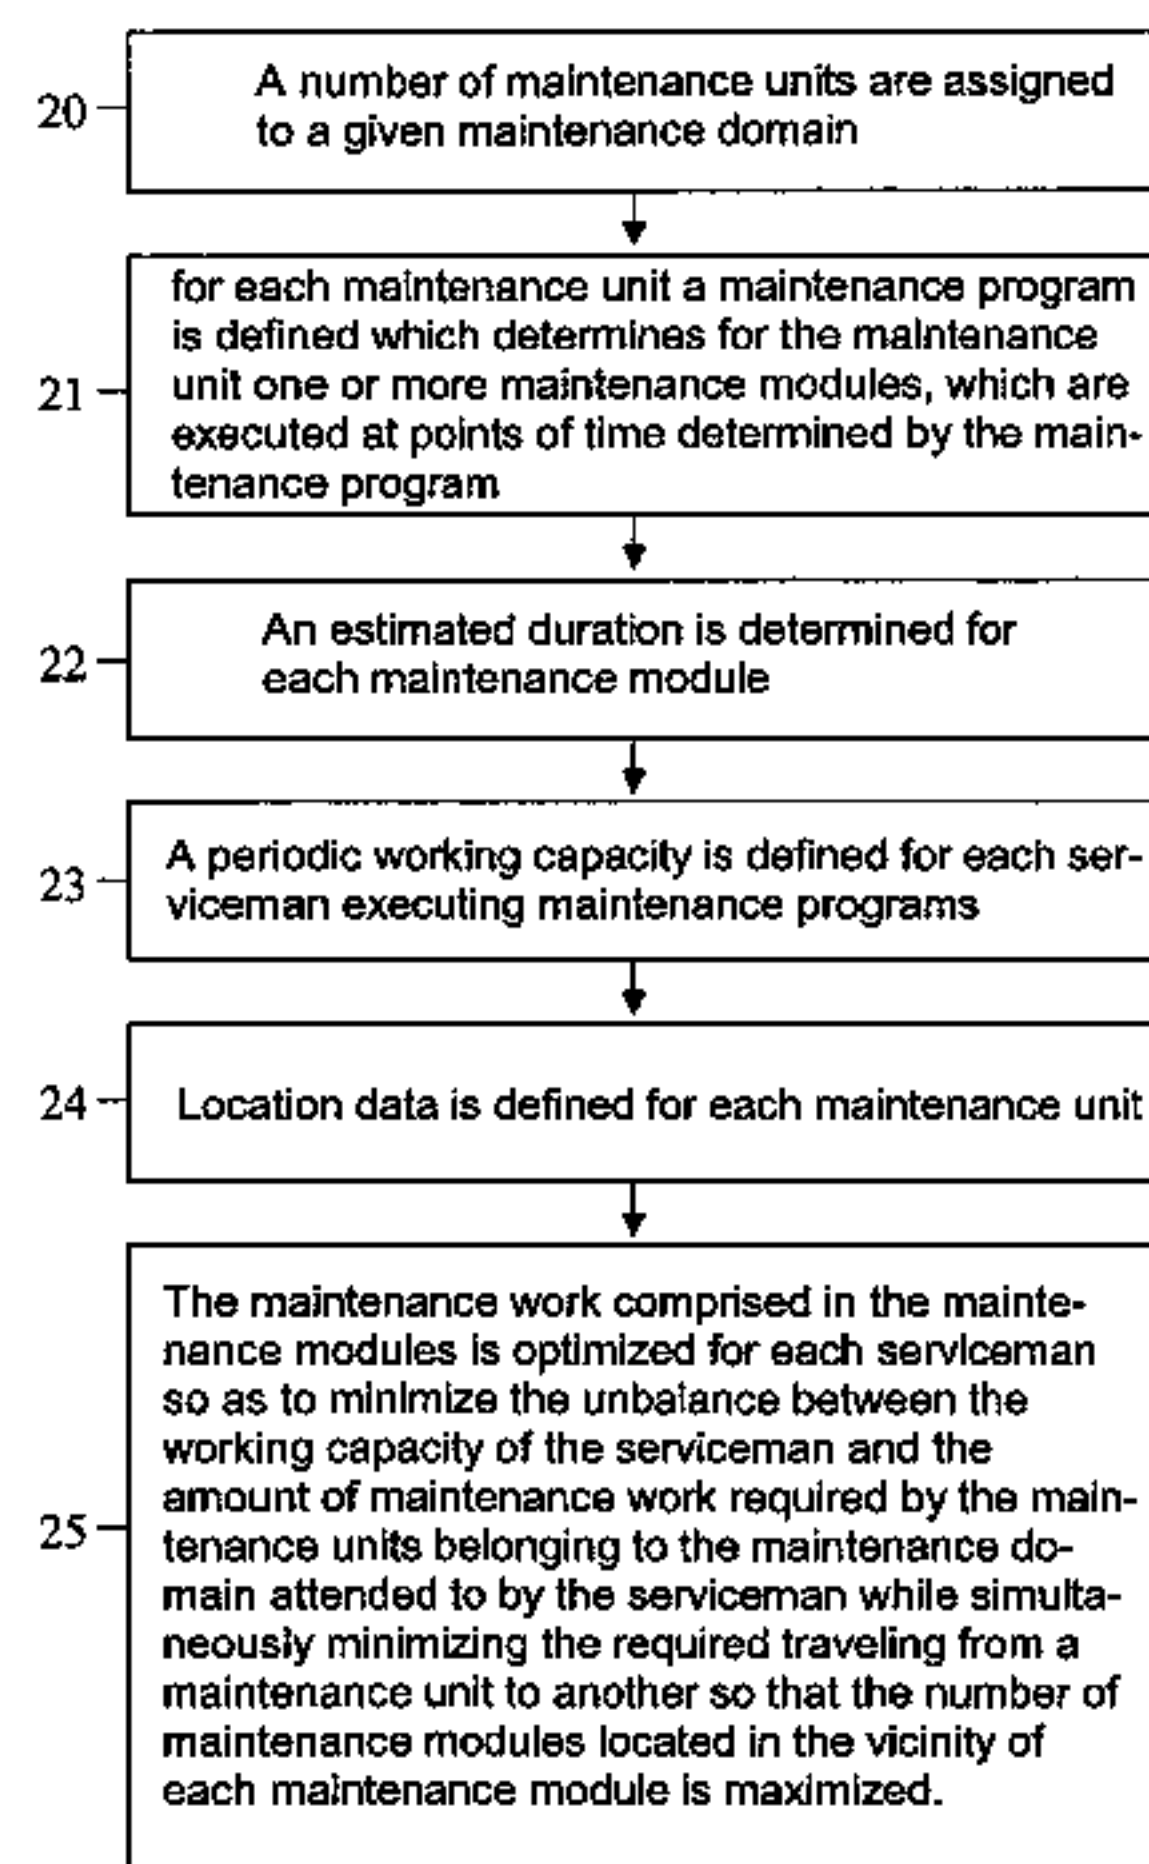 A number of maintenance units are assigned
20
to a given maintenance domain
for each maintenance unit a maintenance program
is defined which determines for the maintenance
21
unit one or more maintenance modules, which are
executed at points of time determined by the main-
tenance program
An estimated duration is determined for
22
each maintenance module
A periodic working capacity is defined for each ser-
23
viceman executing maintenance programs
24
Location data is defined for each maintenance unit
The maintenance work comprised in the mainte-
nance modules is optimized for each serviceman
so as to minimize the unbalance between the
working capacity of the serviceman and the
amount of maintenance work required by the main-
25
tenance units belonging to the maintenance do-
main attended to by the serviceman while simulta-
neously minimizing the required traveling from a
maintenance unit to another so that the number of
maintenance modules located in the vicinity of
each maintenance module is maximized.